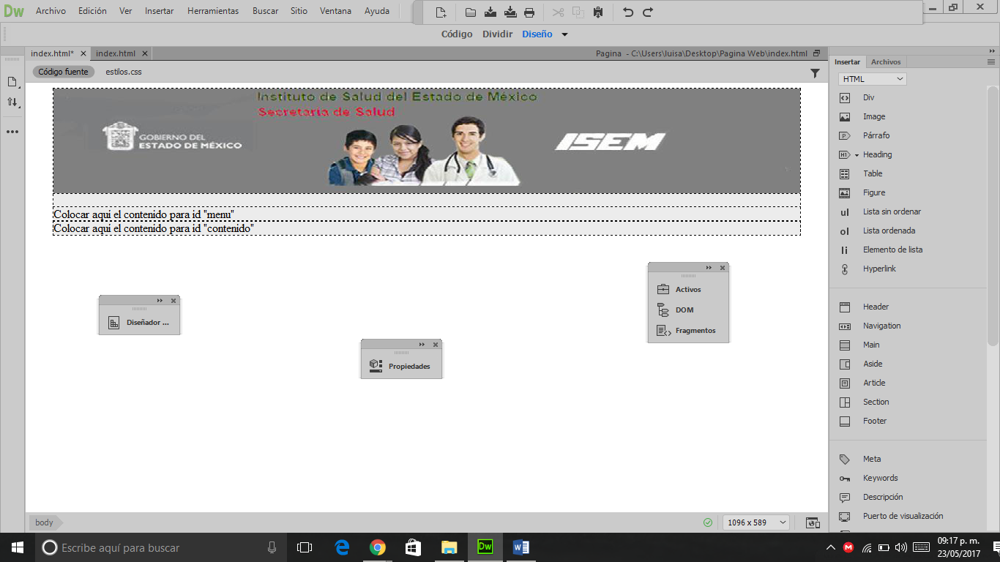 Dw Archivo Edición Ver Insertar Herramientas Buscar Sitio Ventana Ayuda
Código Dividir Diseño
index.html* index.html Pagina - C:\Users\luisa\Desktop\Pagina Web\index.html
Código fuente estilos.css
Instituto de Salud del Estado de México
Secretaria de Salud
GOBIERNO DEL
ESTADO DE MÉXICO
ISEM
Colocar aquí el contenido para id "menu"
Colocar aquí el contenido para id "contenido"
Diseñador ...
Propiedades
Activos
DOM
Fragmentos
Insertar Archivos
HTML
Div
Image
P Párrafo
H1 Heading
Table
Figure
ul Lista sin ordenar
ol Lista ordenada
li Elemento de lista
Hyperlink
Header
Navigation
Main
Aside
Article
Section
Footer
Meta
Keywords
Descripción
Puerto de visualización
body 1096 x 589
Escribe aquí para buscar
Dw
09:17 p. m.
23/05/2017